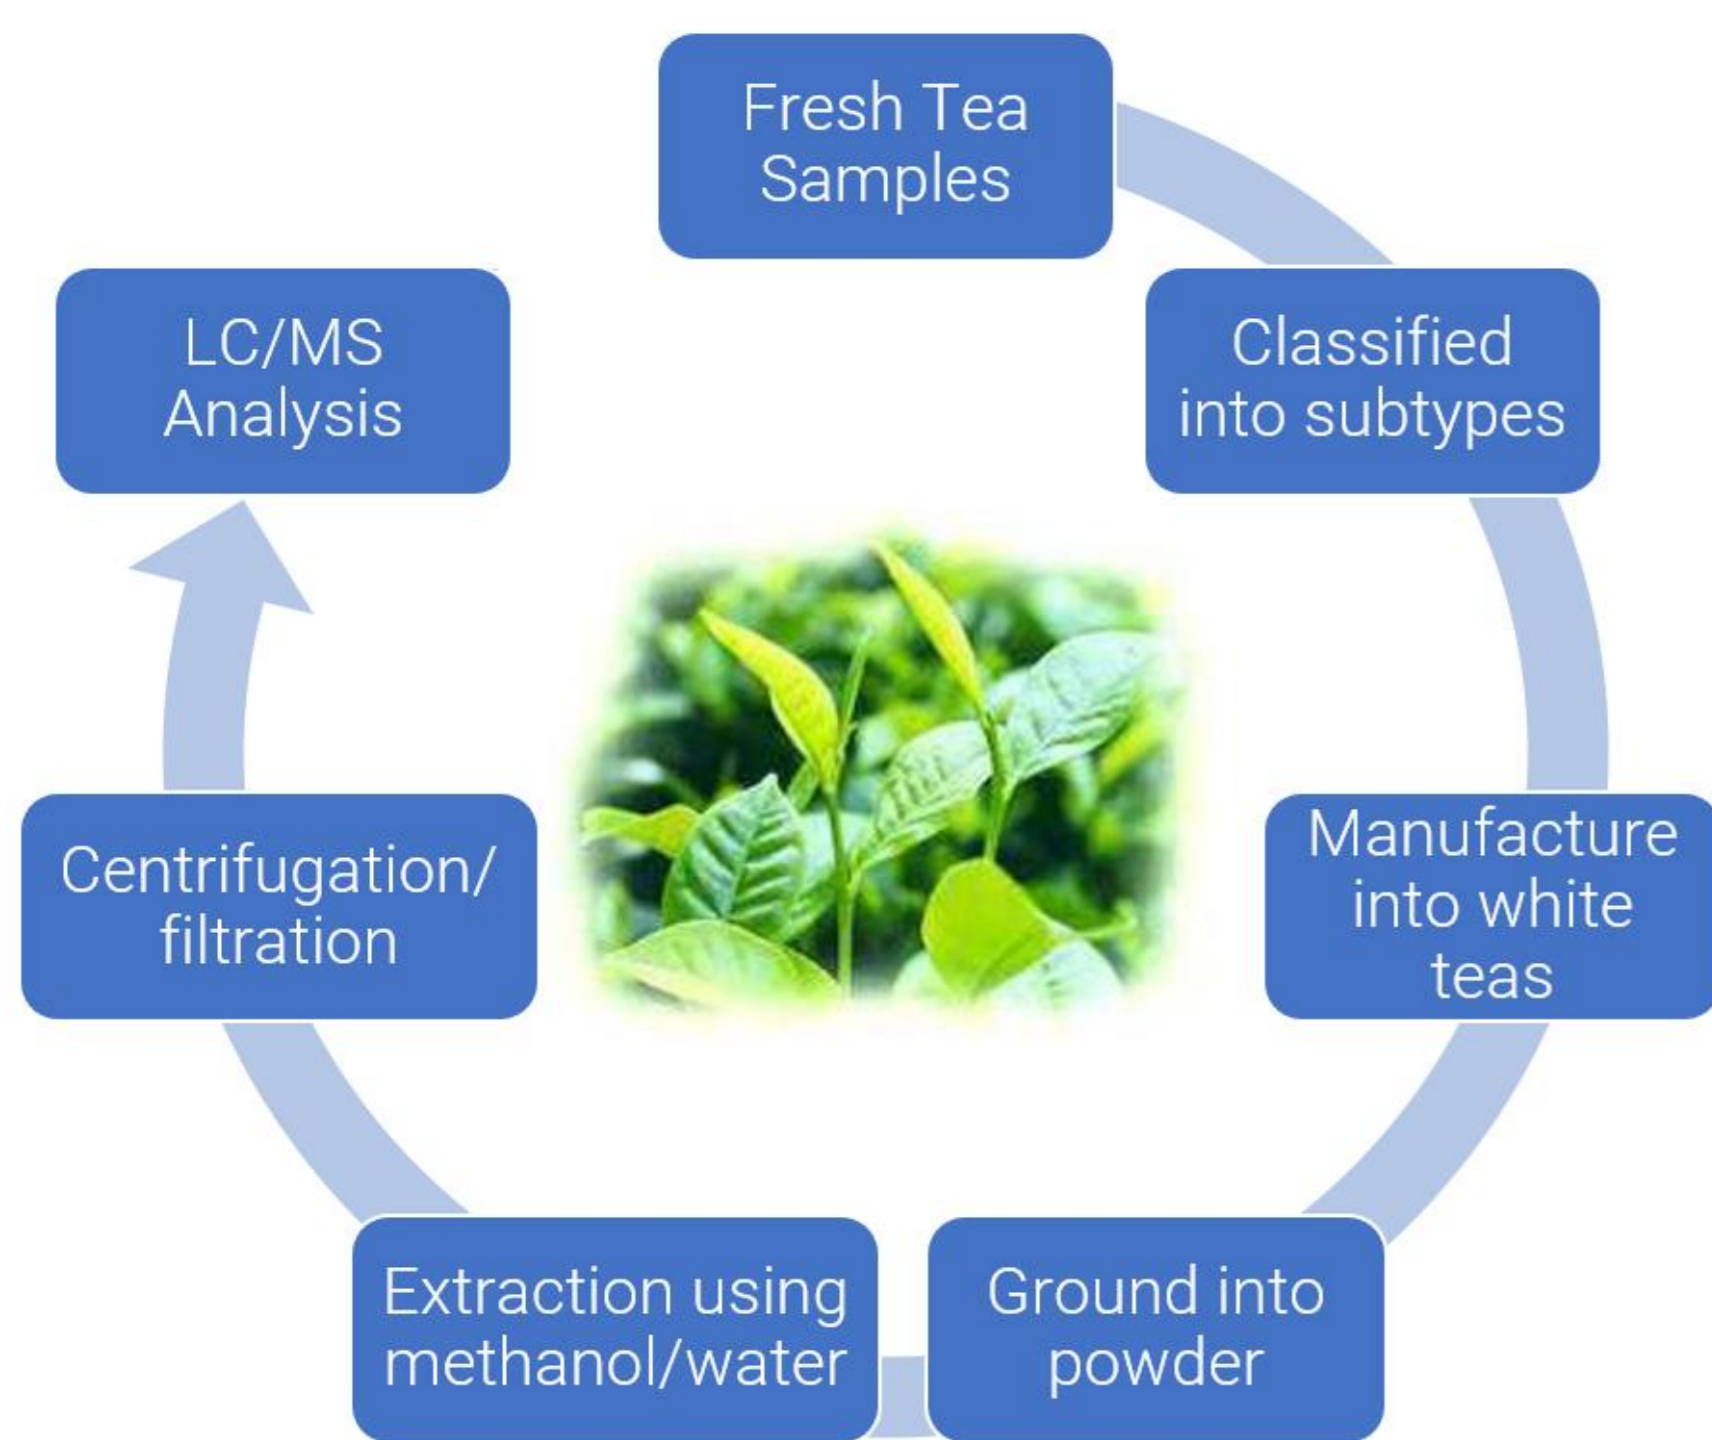 Fresh Tea
Samples
Classified
into subtypes
Manufacture
into white
teas
Ground into
powder
Extraction using
methanol/water
Centrifugation/
filtration
LC/MS
Analysis